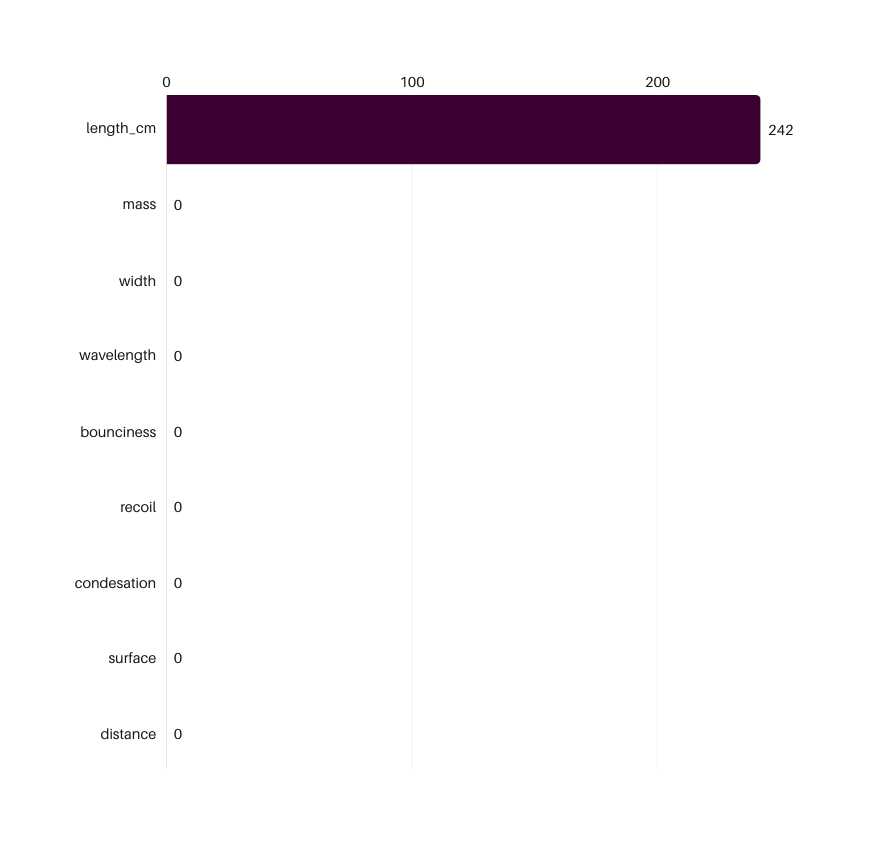 0 100 200
length_cm 242
mass 0
width 0
wavelength 0
bounciness 0
recoil 0
condesation 0
surface 0
distance 0